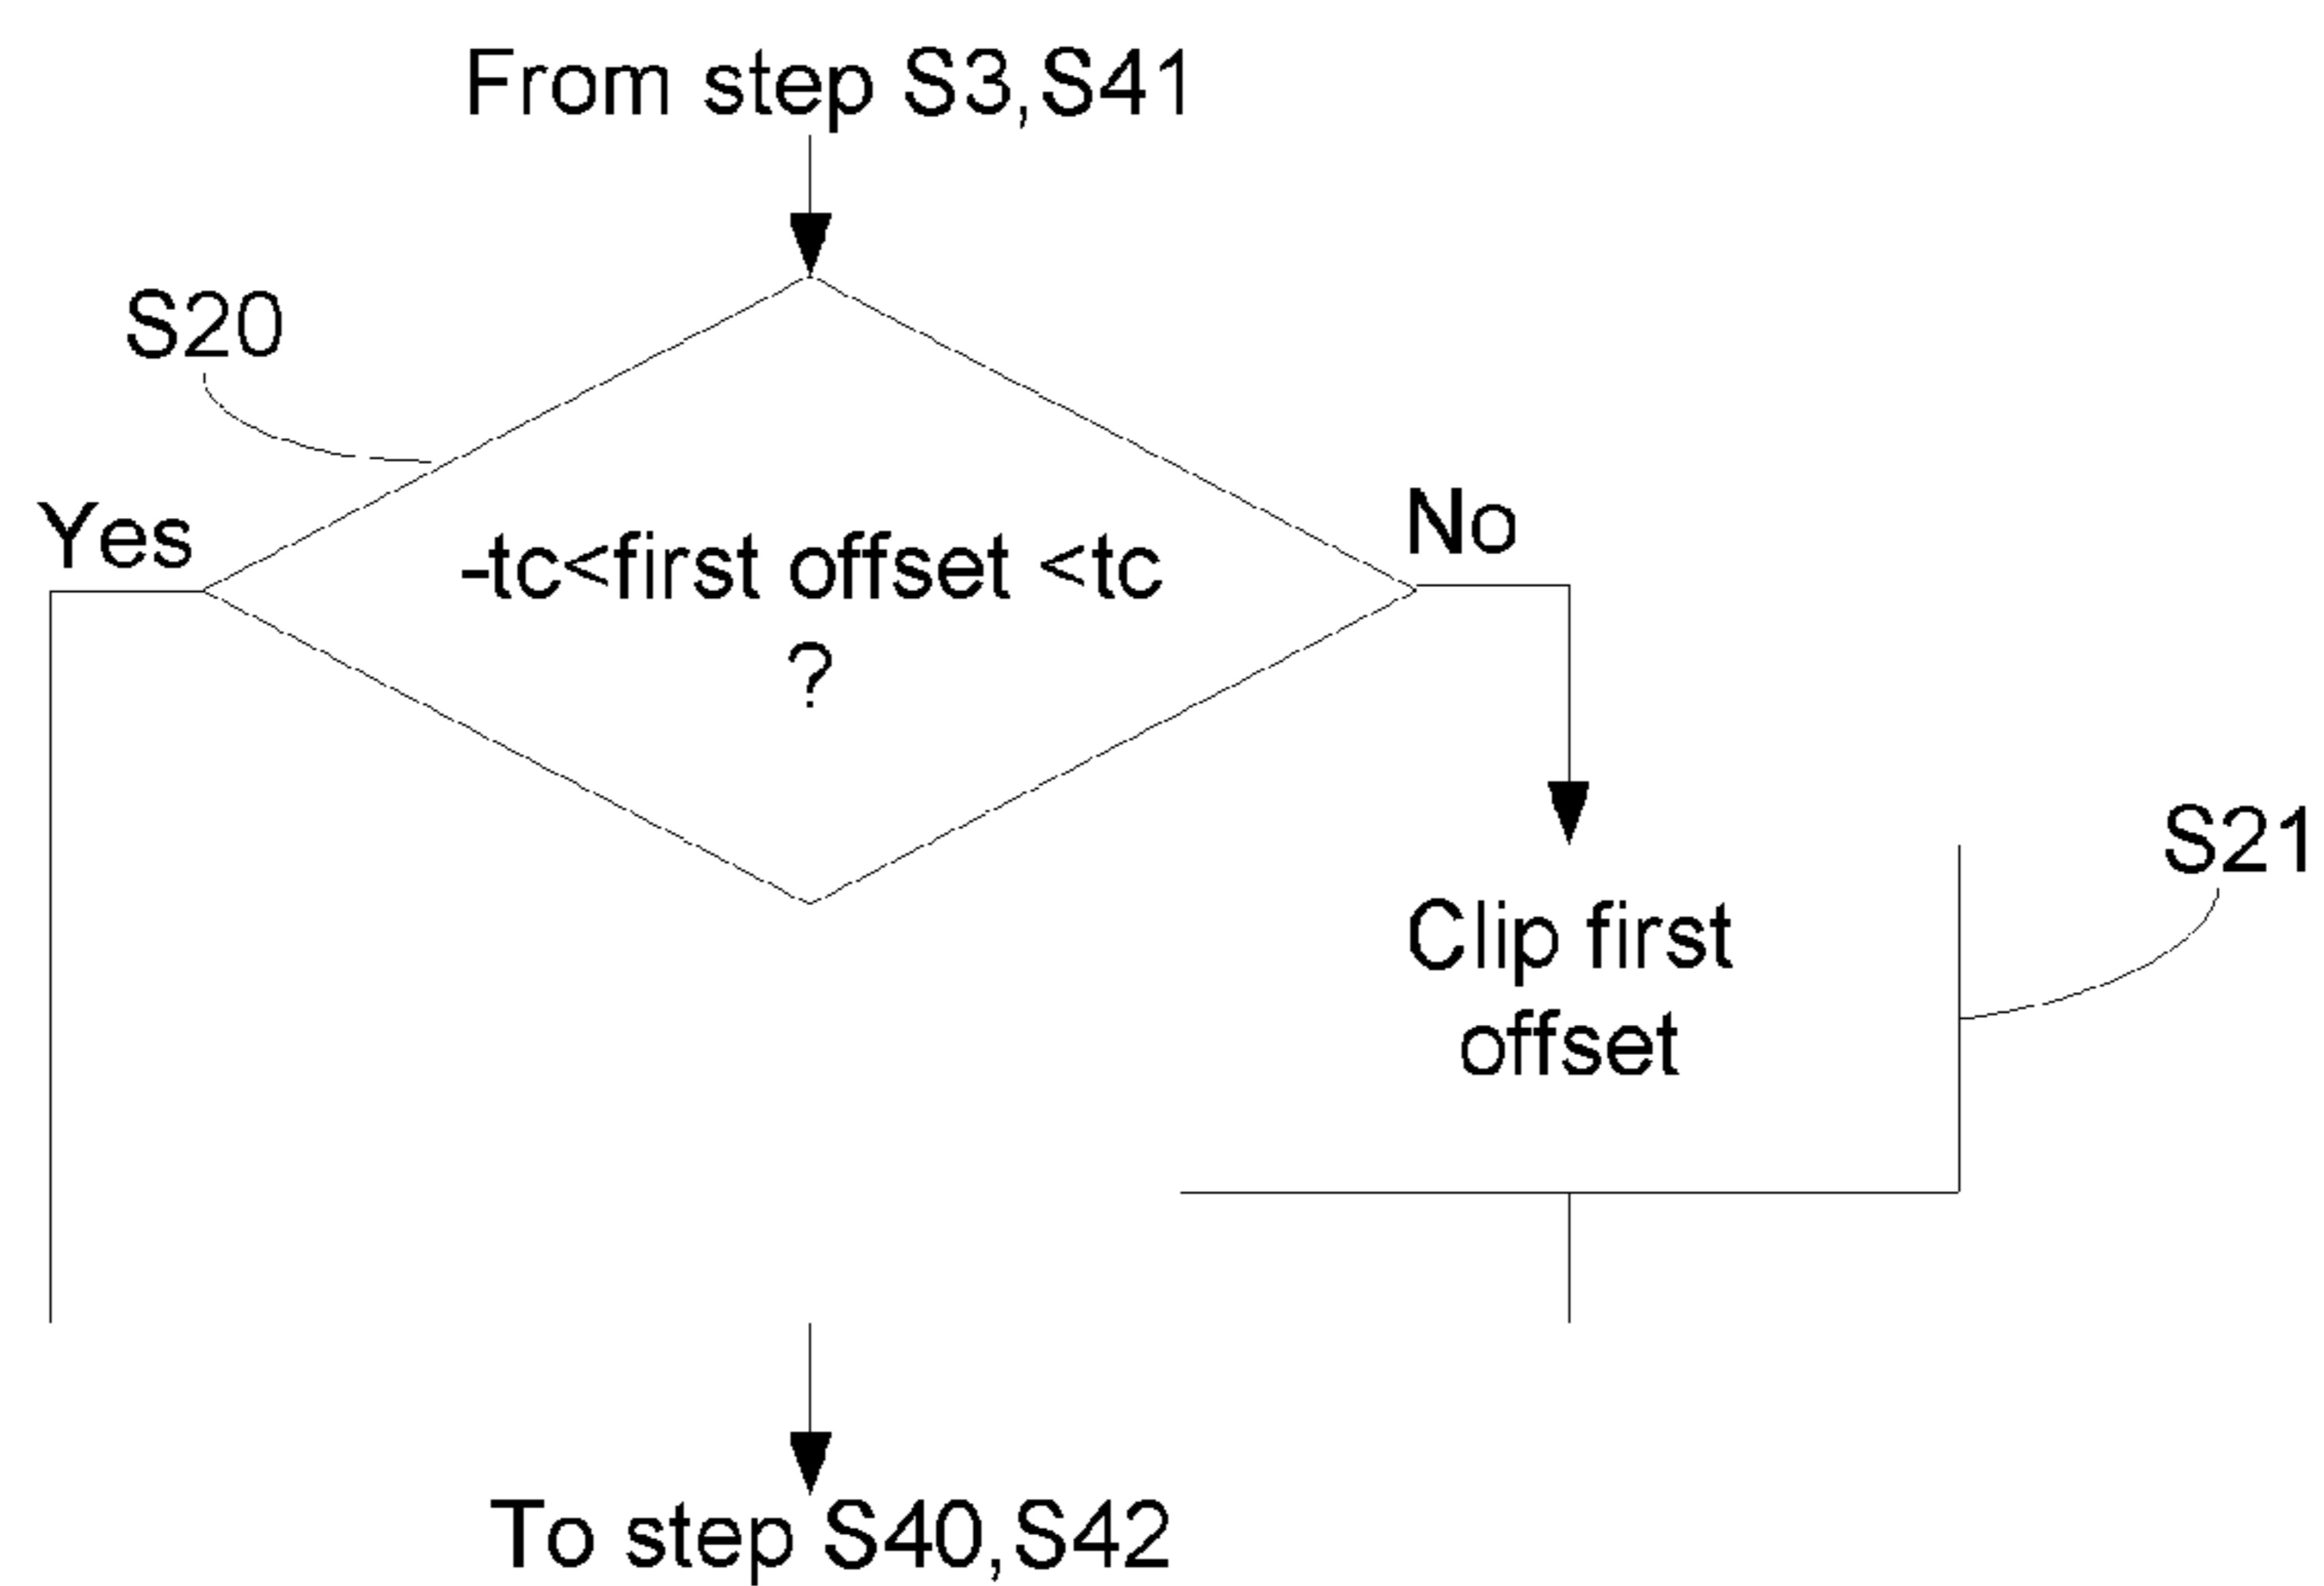 From step S3,S41
S20
Yes
No
-tc<first offset <tc
?
S21
Clip first
offset
To step S40,S42